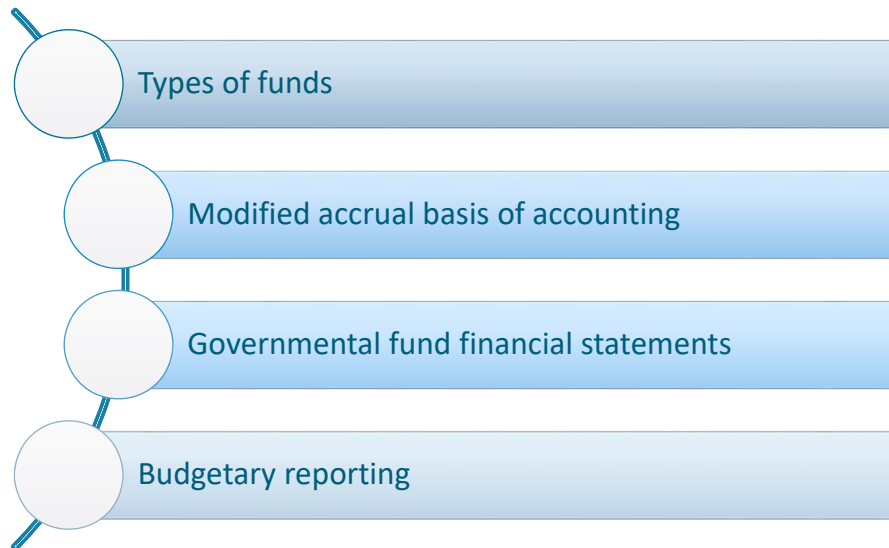 Types of funds
Modified accrual basis of accounting
Governmental fund financial statements
Budgetary reporting